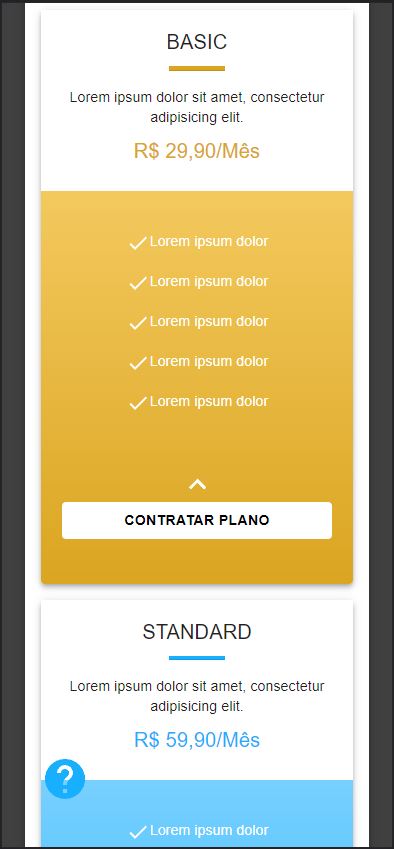 BASIC
Lorem ipsum dolor sit amet, consectetur
adipisicing elit.
R$ 29,90/Mês
Lorem ipsum dolor
Lorem ipsum dolor
Lorem ipsum dolor
Lorem ipsum dolor
Lorem ipsum dolor
CONTRATAR PLANO
STANDARD
Lorem ipsum dolor sit amet, consectetur
adipisicing elit.
R$ 59,90/Mês
?
Lorem ipsum dolor